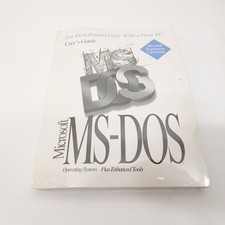 For Distribution Only With a New PC
User's Guide
MS
DOS
Microsoft
MS-DOS
Operating System Plus Enhanced Tools